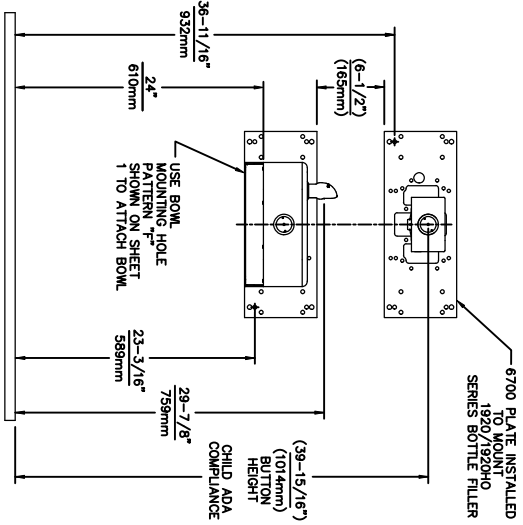 6700 PLATE INSTALLED
TO MOUNT
1920/1920HO
SERIES BOTTLE FILLER
36-11/16"
932mm
(6-1/2")
(165mm)
24"
610mm
USE BOWL
MOUNTING HOLE
PATTERN "F"
SHOWN ON SHEET
1 TO ATTACH BOWL
23-3/16"
589mm
29-7/8"
759mm
(39-15/16")
(1014mm)
BUTTON
HEIGHT
CHILD ADA
COMPLIANCE